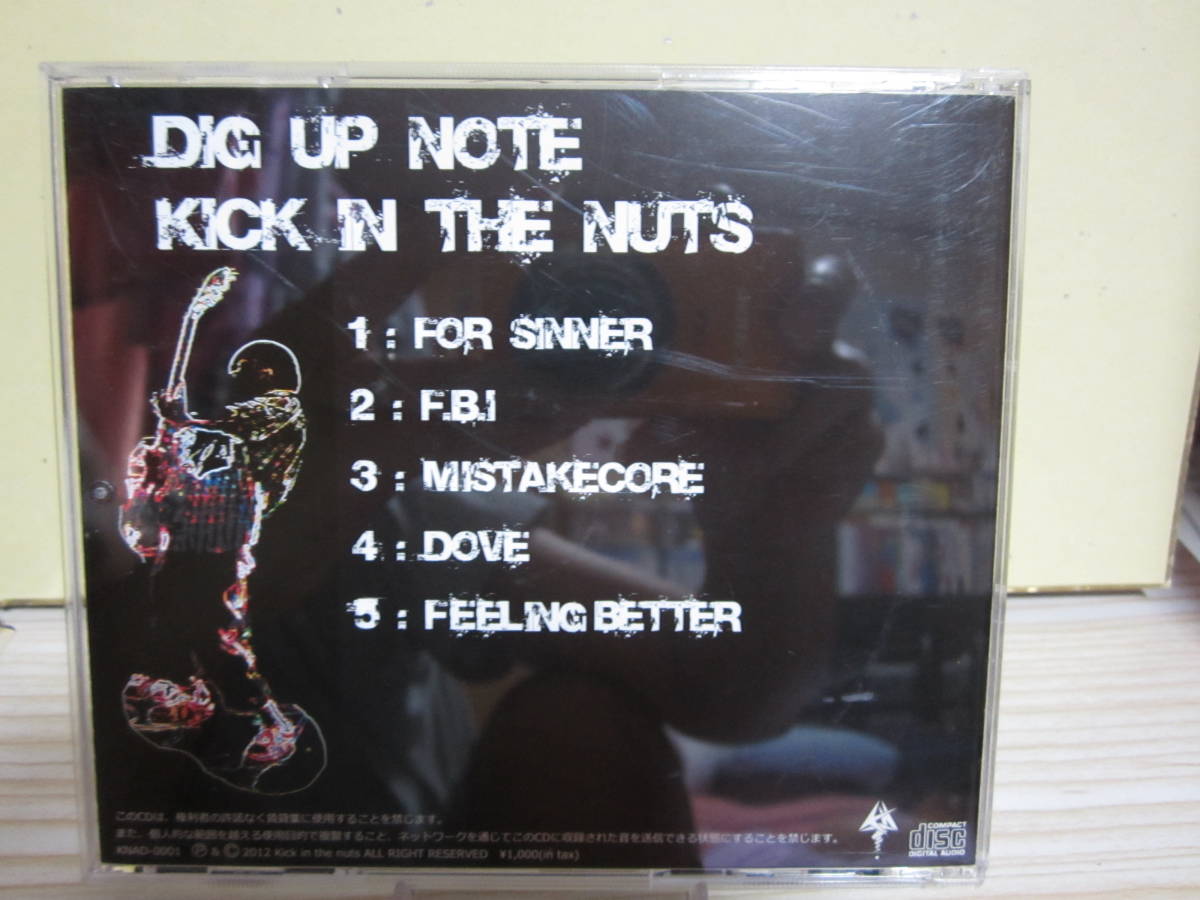 DIG UP NOTE
KICK IN THE NUTS
1 : FOR SINNER
2 : F.B.I
3 : MISTAKECORE
4 : DOVE
5 : FEELING BETTER
このCDは、権利者の許諾なく賃貸業に使用することを禁じます。
また、個人的な範囲を越える使用目的で複製すること、ネットワークを通じてこのCDに収録された音を送信できる状態にすることを禁じます。
KNAD-0001 ℗ & © 2012 Kick in the nuts ALL RIGHT RESERVED ¥1,000(in tax)
COMPACT
disc
DIGITAL AUDIO